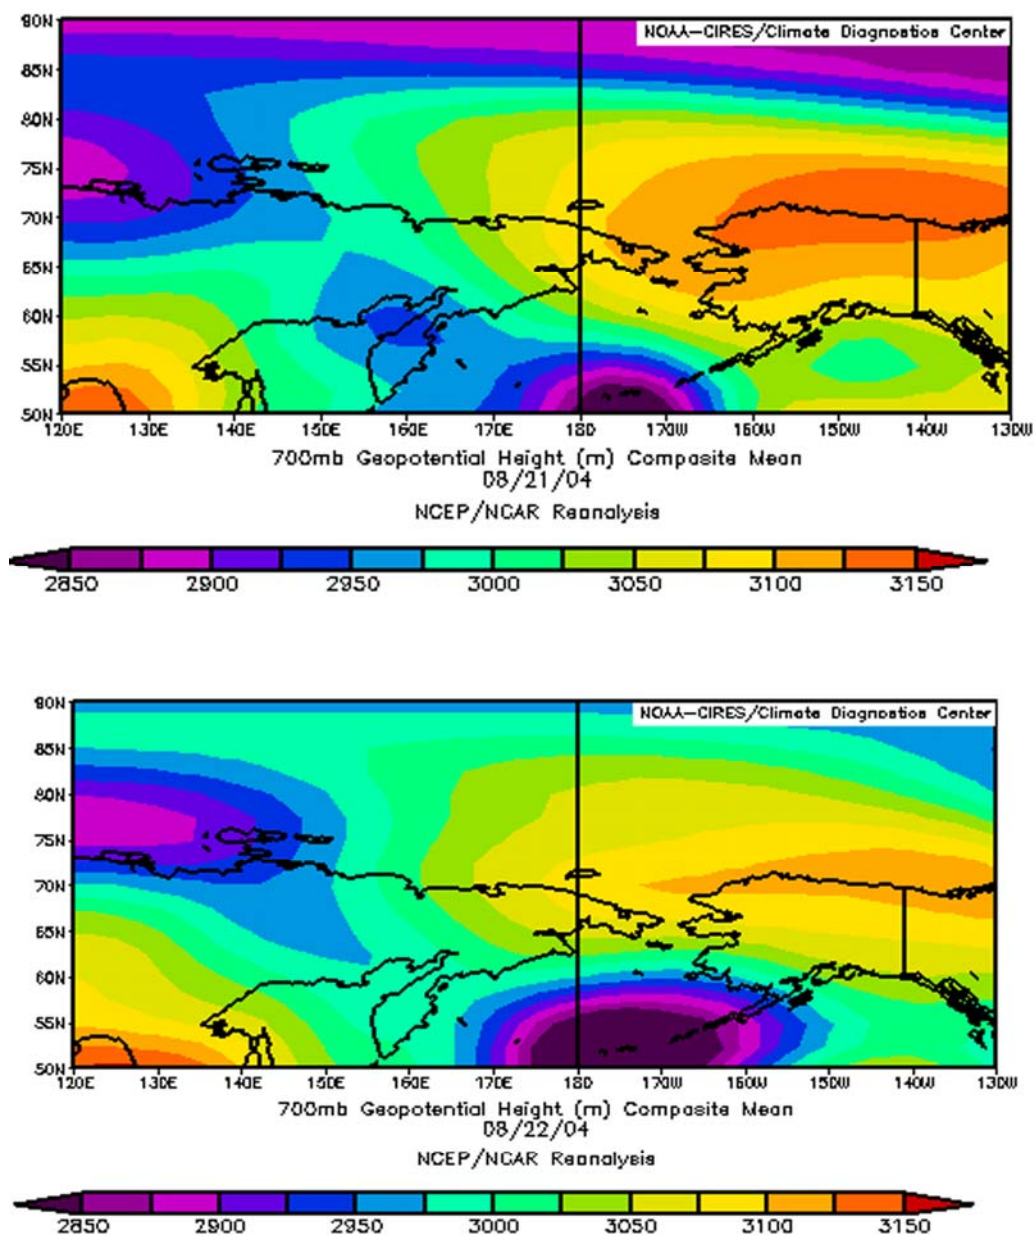 90N
NOAA-CIRES/Climate Diagnostics Center
85N
80N
75N
70N
65N
60N
55N
50N
120E 130E 140E 150E 160E 170E 180 170W 160W 150W 140W 130W
700mb Geopotential Height (m) Composite Mean
08/21/04
NCEP/NCAR Reanalysis
2850 2900 2950 3000 3050 3100 3150
90N
NOAA-CIRES/Climate Diagnostics Center
85N
80N
75N
70N
65N
60N
55N
50N
120E 130E 140E 150E 160E 170E 180 170W 160W 150W 140W 130W
700mb Geopotential Height (m) Composite Mean
08/22/04
NCEP/NCAR Reanalysis
2850 2900 2950 3000 3050 3100 3150